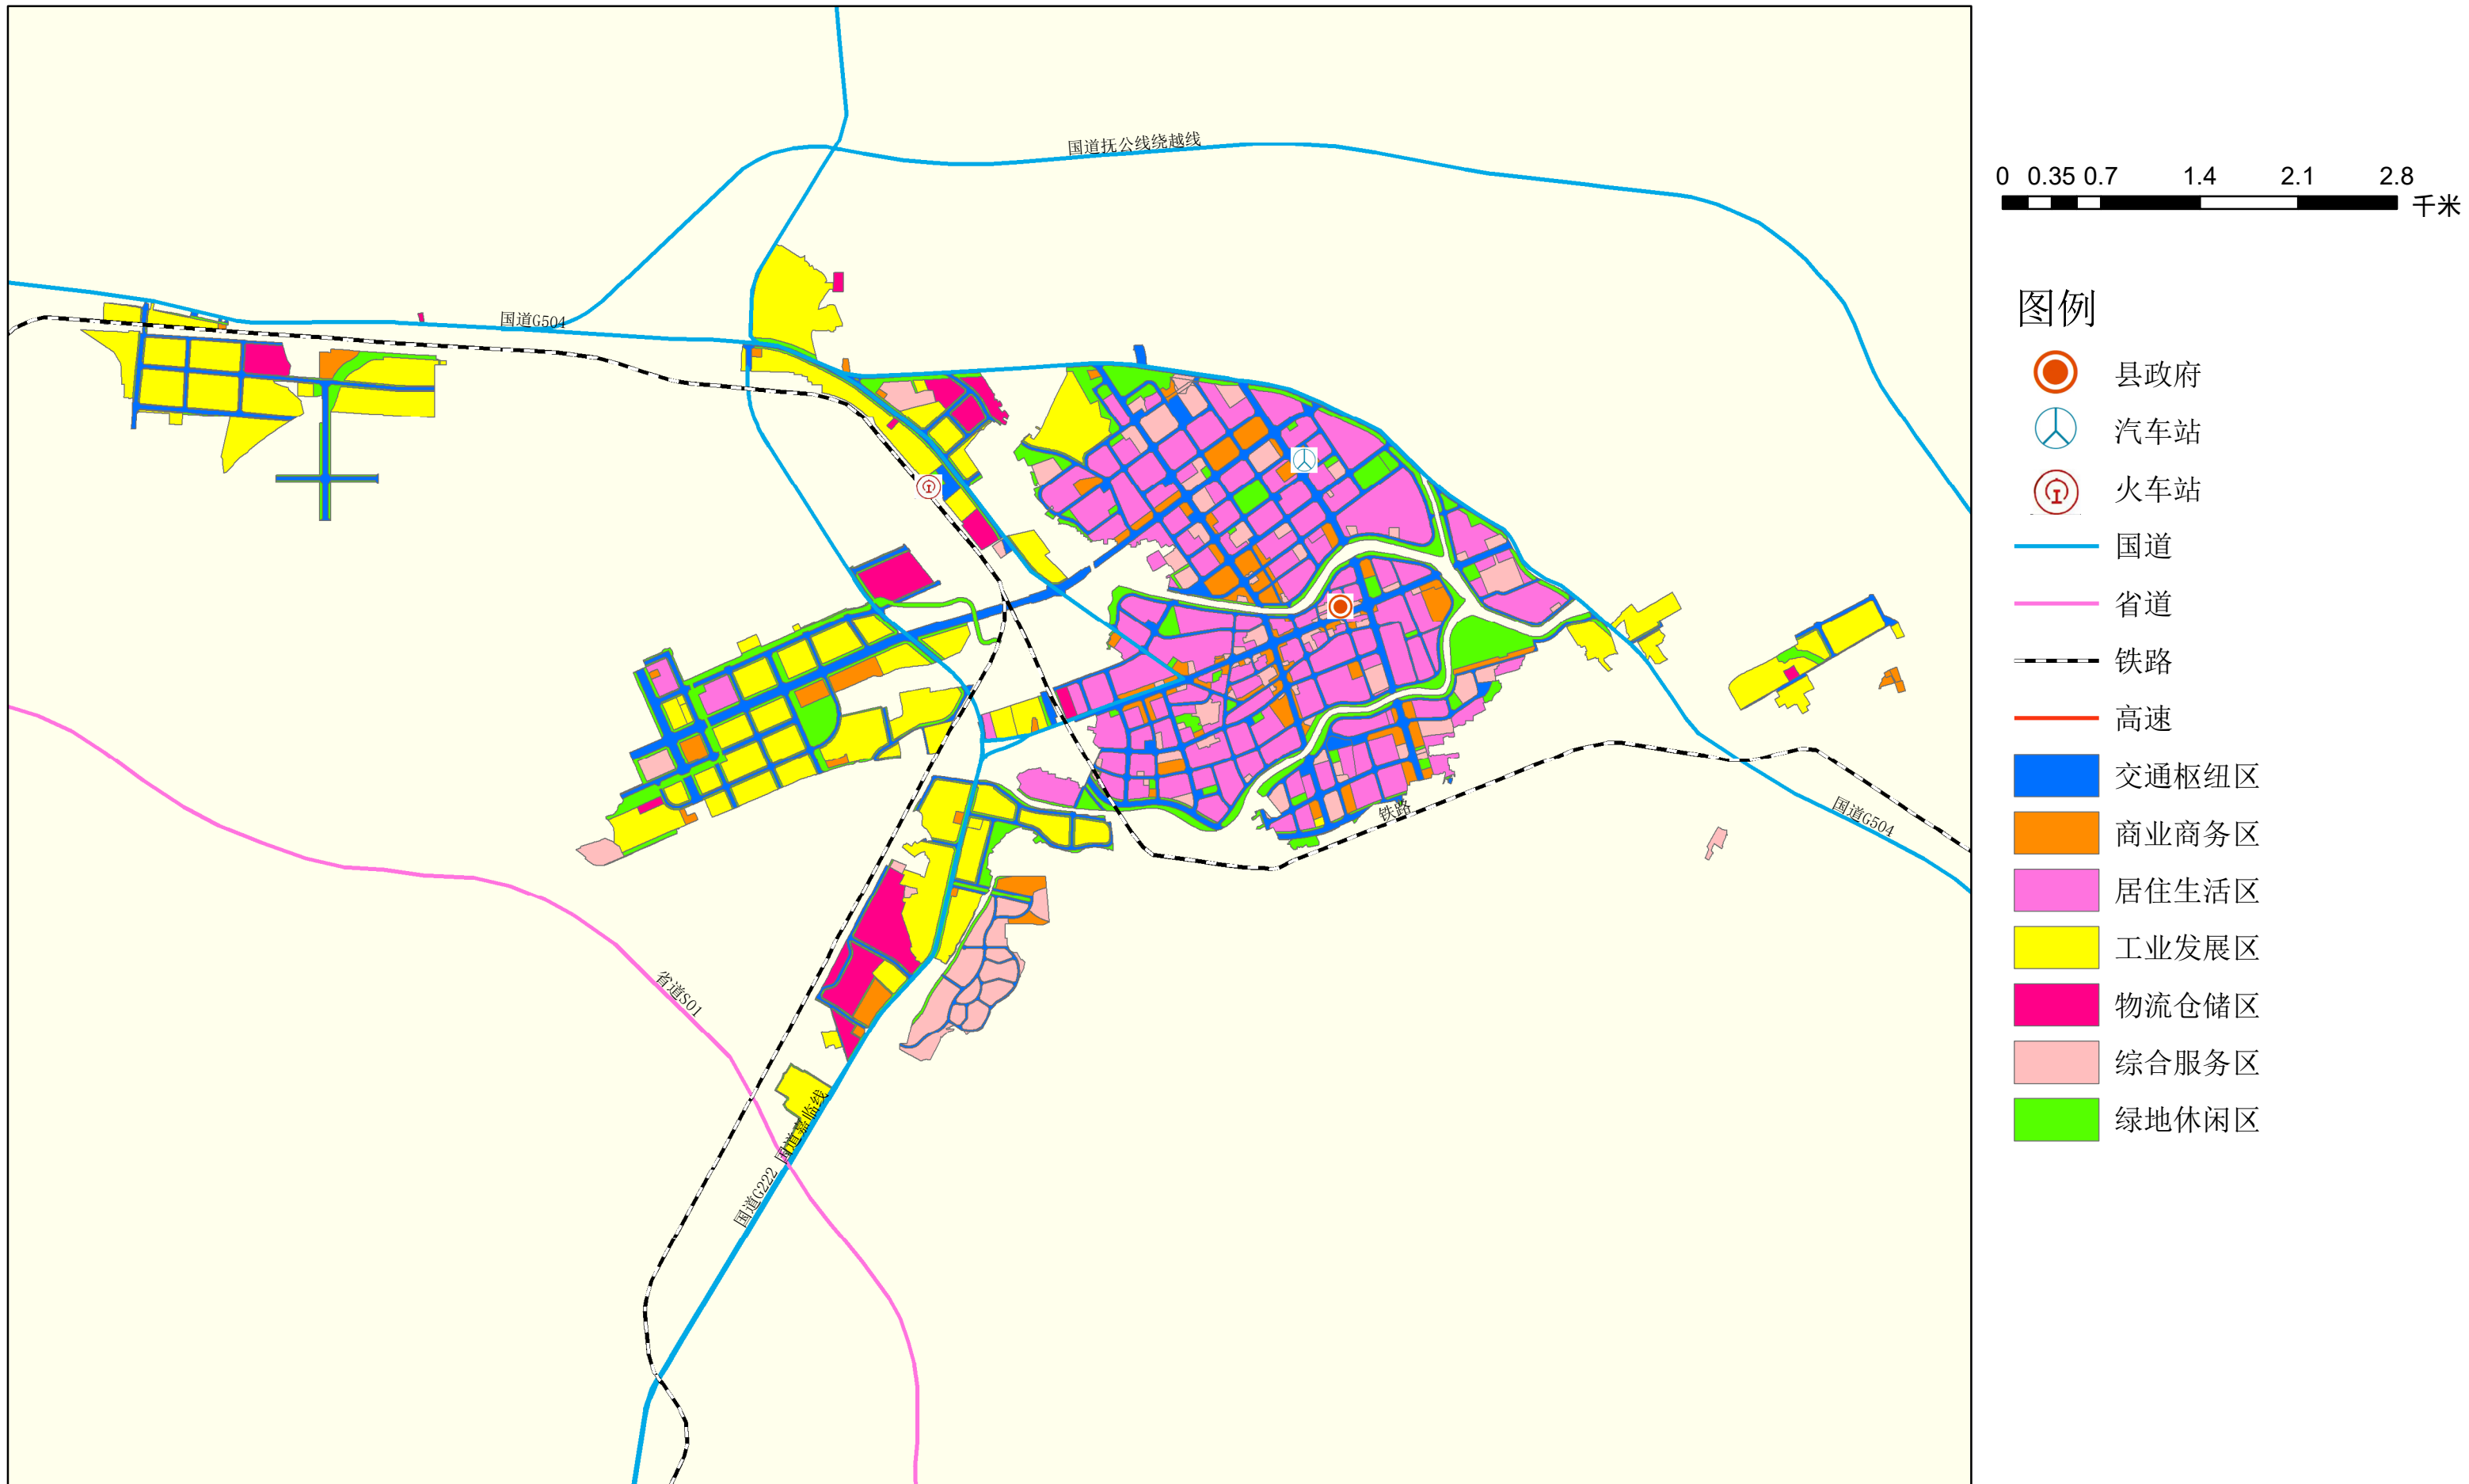 国道抚公线绕越线
国道G504
铁路
国道G504
省道S01
国道嘉临线
国道G222
0 0.35 0.7 1.4 2.1 2.8
千米
图例
县政府
汽车站
火车站
国道
省道
铁路
高速
交通枢纽区
商业商务区
居住生活区
工业发展区
物流仓储区
综合服务区
绿地休闲区